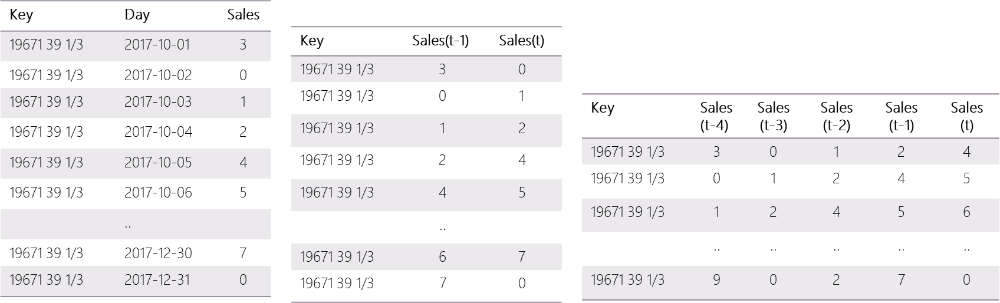 Key Day Sales
19671 39 1/3 2017-10-01 3
19671 39 1/3 2017-10-02 0
19671 39 1/3 2017-10-03 1
19671 39 1/3 2017-10-04 2
19671 39 1/3 2017-10-05 4
19671 39 1/3 2017-10-06 5
..
19671 39 1/3 2017-12-30 7
19671 39 1/3 2017-12-31 0
Key Sales(t-1) Sales(t)
19671 39 1/3 3 0
19671 39 1/3 0 1
19671 39 1/3 1 2
19671 39 1/3 2 4
19671 39 1/3 4 5
..
19671 39 1/3 6 7
19671 39 1/3 7 0
Key Sales Sales Sales Sales Sales
(t-4) (t-3) (t-2) (t-1) (t)
19671 39 1/3 3 0 1 2 4
19671 39 1/3 0 1 2 4 5
19671 39 1/3 1 2 4 5 6
.. .. .. .. ..
19671 39 1/3 9 0 2 7 0